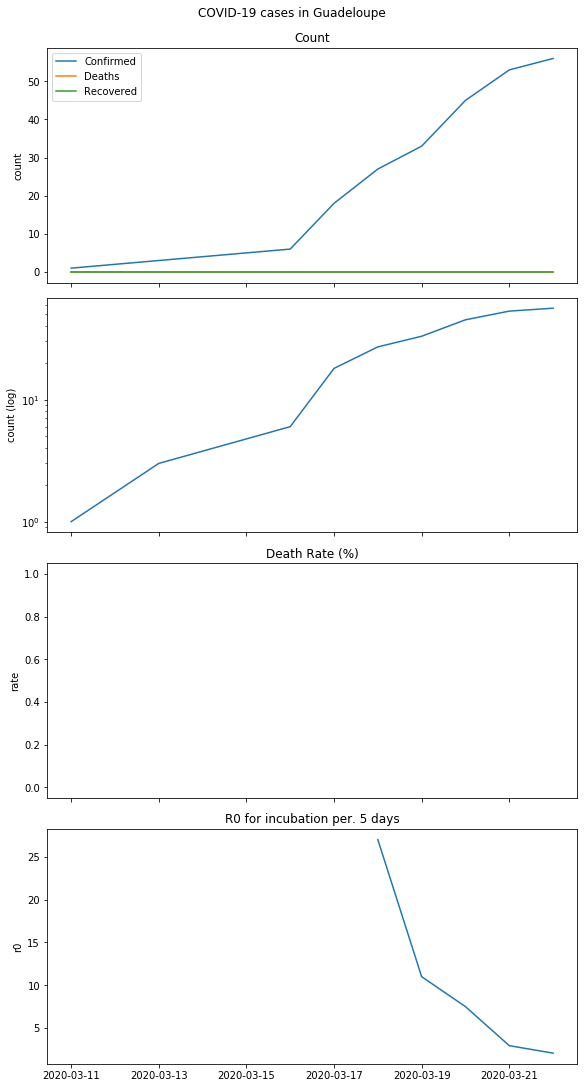 COVID-19 cases in Guadeloupe
Count
Confirmed
Deaths
Recovered
50
40
30
20
10
0
count
10¹
10⁰
count (log)
Death Rate (%)
1.0
0.8
0.6
0.4
0.2
0.0
rate
R0 for incubation per. 5 days
25
20
15
10
5
r0
2020-03-11 2020-03-13 2020-03-15 2020-03-17 2020-03-19 2020-03-21